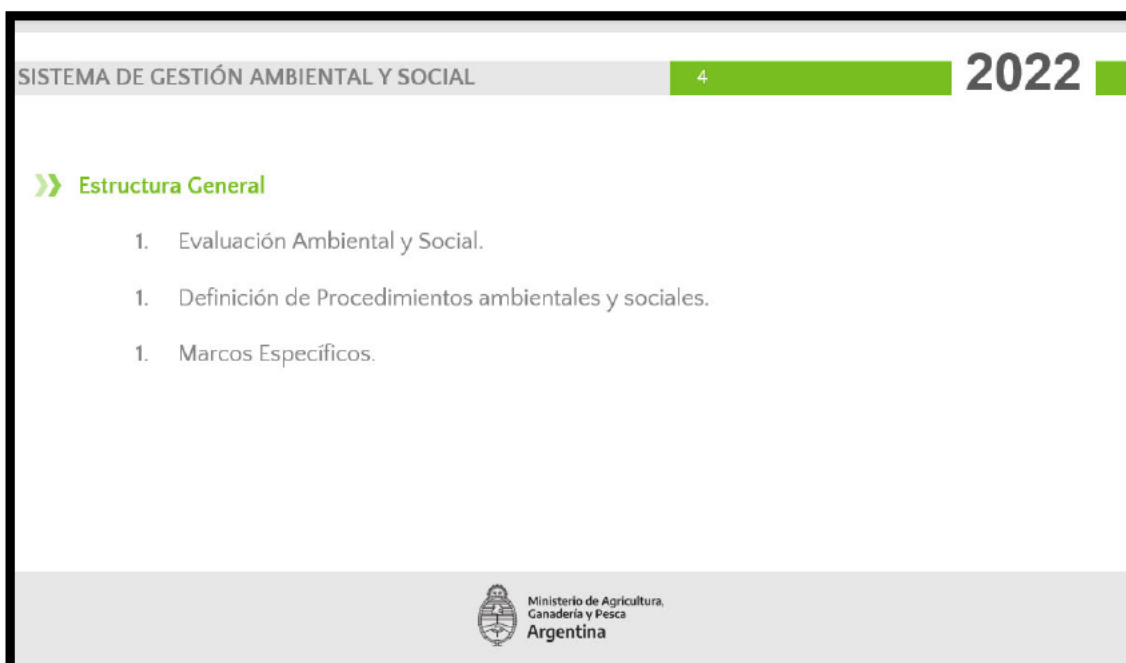 SISTEMA DE GESTIÓN AMBIENTAL Y SOCIAL
4
2022
Estructura General
1. Evaluación Ambiental y Social.
1. Definición de Procedimientos ambientales y sociales.
1. Marcos Específicos.
Ministerio de Agricultura,
Ganadería y Pesca
Argentina